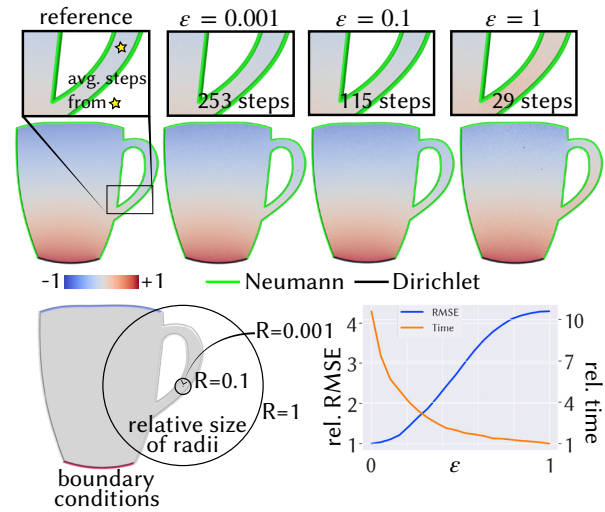 reference
ε = 0.001
ε = 0.1
ε = 1
avg. steps
from
253 steps
115 steps
29 steps
-1
+1
Neumann
Dirichlet
R=0.001
R=0.1
R=1
relative size
of radii
boundary
conditions
RMSE
Time
rel. RMSE
4
3
2
1
10
7
4
1
rel. time
0
ε
1